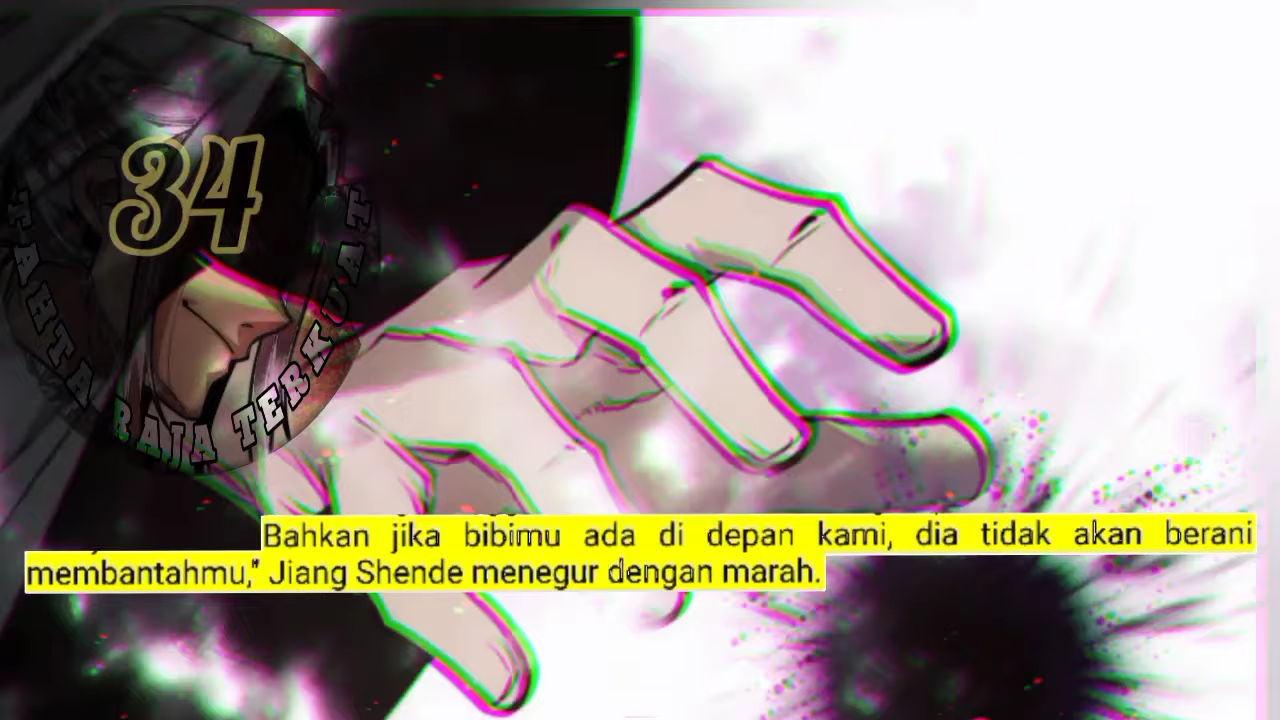 34
TAHTA RAJA TERKUAT
Bahkan jika bibimu ada di depan kami, dia tidak akan berani
membantahmu," Jiang Shende menegur dengan marah.